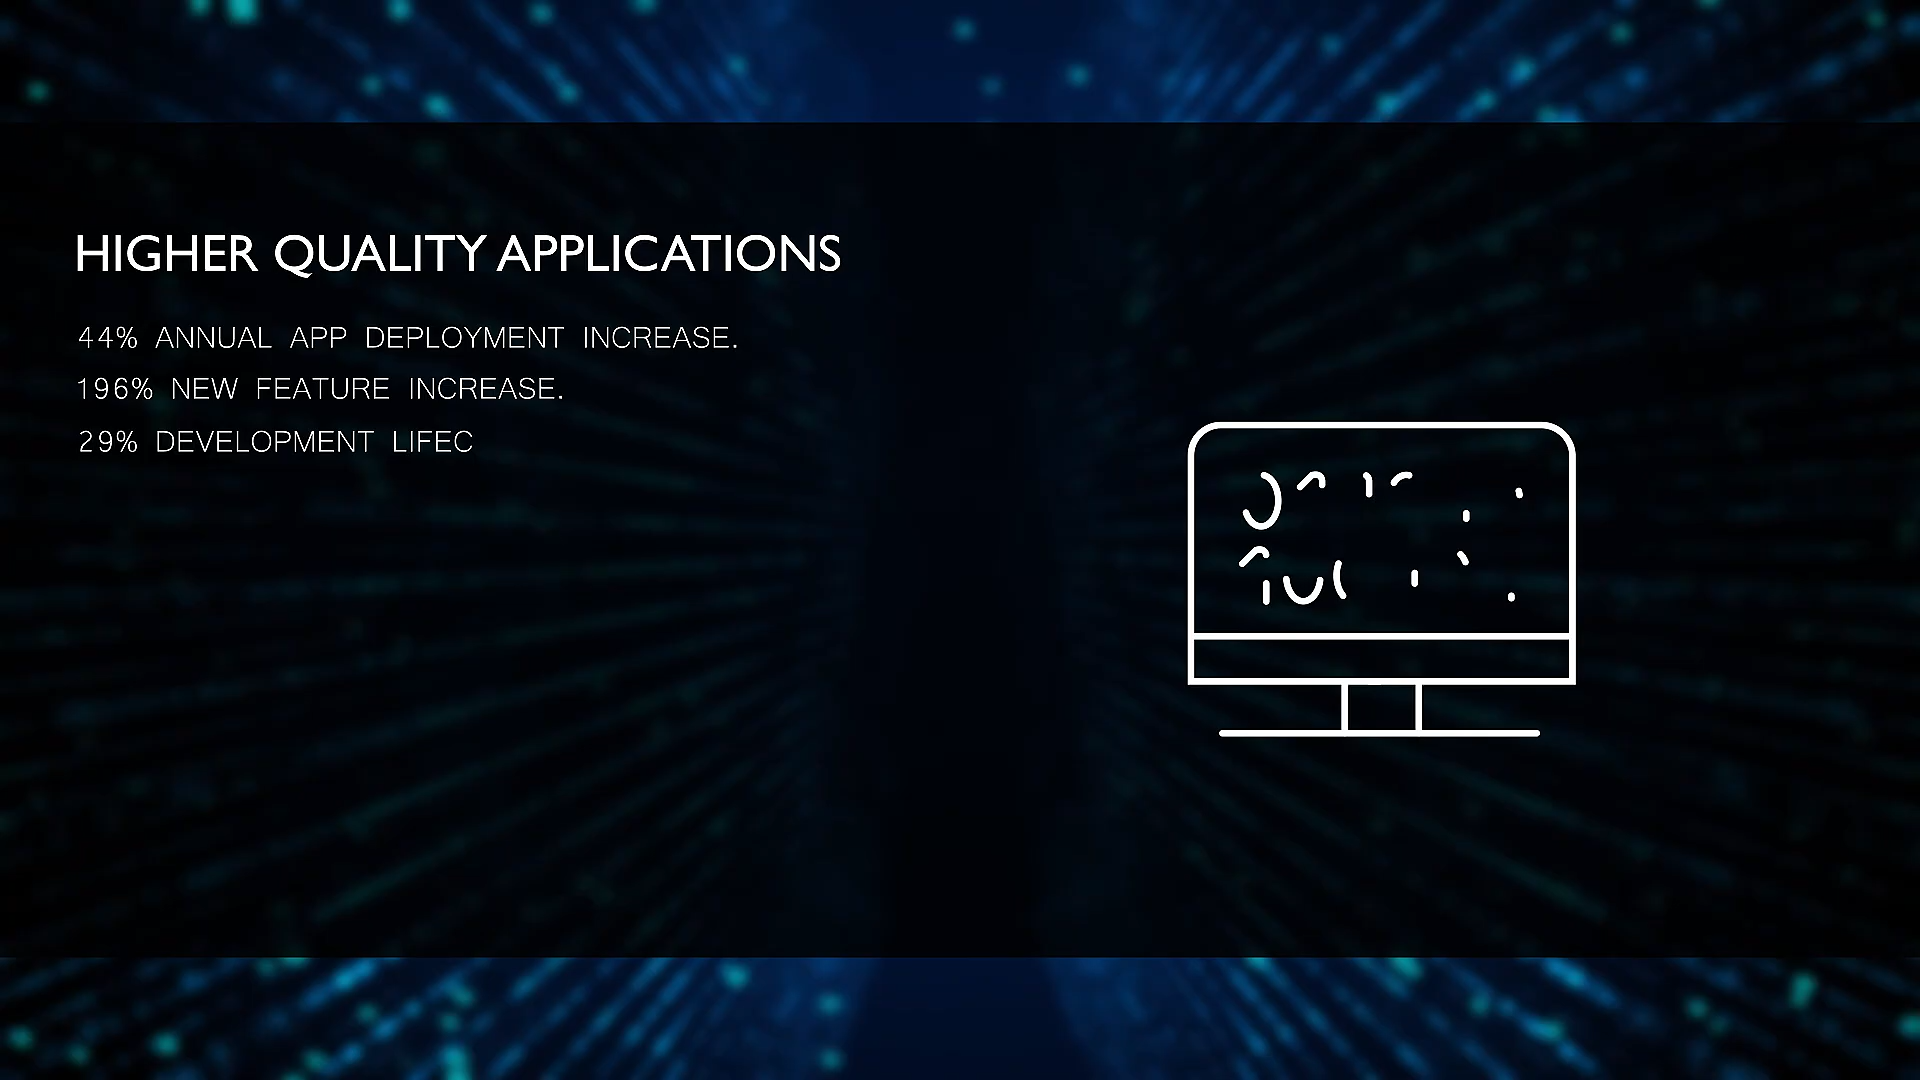 HIGHER QUALITY APPLICATIONS
44% ANNUAL APP DEPLOYMENT INCREASE.
196% NEW FEATURE INCREASE.
29% DEVELOPMENT LIFEC